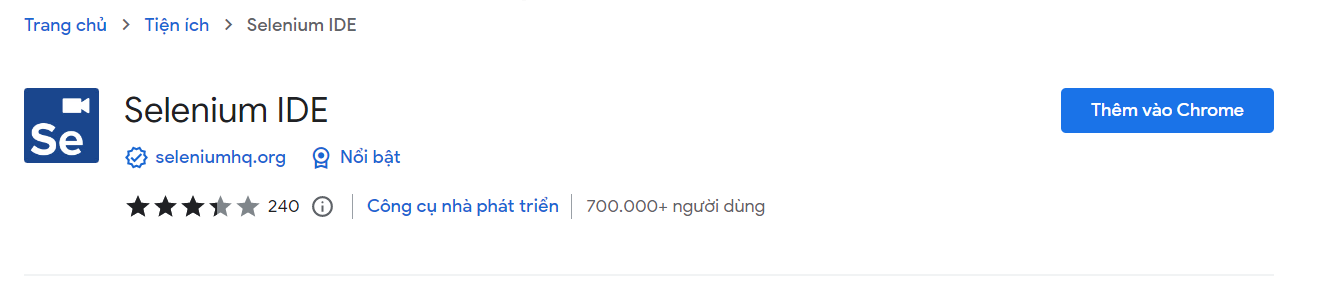 Trang chủ > Tiện ích > Selenium IDE
Se
Selenium IDE
Thêm vào Chrome
seleniumhq.org Nổi bật
240 Công cụ nhà phát triển 700.000+ người dùng